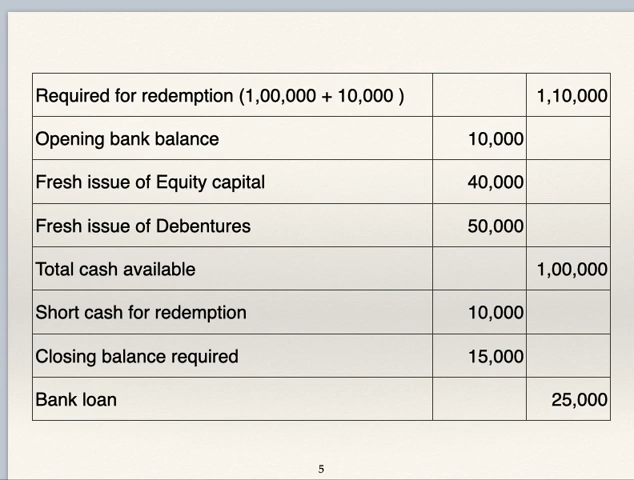 Required for redemption (1,00,000 + 10,000 ) 1,10,000
Opening bank balance 10,000
Fresh issue of Equity capital 40,000
Fresh issue of Debentures 50,000
Total cash available 1,00,000
Short cash for redemption 10,000
Closing balance required 15,000
Bank loan 25,000
5